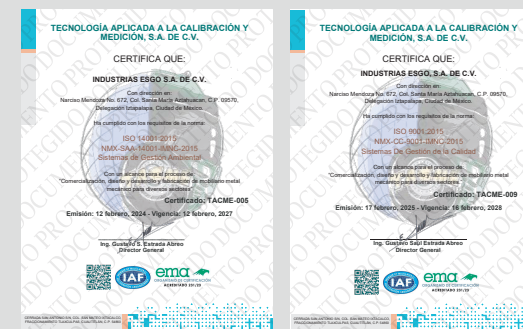 TECNOLOGÍA APLICADA A LA CALIBRACIÓN Y
MEDICIÓN, S.A. DE C.V.
CERTIFICA QUE:
INDUSTRIAS ESGO S.A. DE C.V.
Con dirección en:
Narciso Mendoza No. 672, Col. Santa María Aztahuacan, C.P. 09570,
Delegación Iztapalapa, Ciudad de México.
Ha cumplido con los requisitos de la norma:
ISO 14001:2015
NMX-SAA-14001-IMNC-2015
Sistemas de Gestión Ambiental
Con un alcance para el proceso de:
"Comercialización, diseño y desarrollo y fabricación de mobiliario metal
mecánico para diversos sectores"
Certificado: TACME-005
Emisión: 12 febrero, 2024 - Vigencia: 12 febrero, 2027
Ing. Gustavo S. Estrada Abreo
Director General
IAF
ema
ORGANISMO DE CERTIFICACIÓN
TECNOLOGÍA APLICADA A LA CALIBRACIÓN Y
MEDICIÓN, S.A. DE C.V.
CERTIFICA QUE:
INDUSTRIAS ESGO, S.A. DE C.V.
Con dirección en:
Narciso Mendoza No. 672, Col. Santa María Aztahuacan, C.P. 09570,
Delegación Iztapalapa, Ciudad de México.
Ha cumplido con los requisitos de la norma:
ISO 9001:2015
NMX-CC-9001-IMNC-2015
Sistemas De Gestión de la Calidad
Con un alcance para el proceso de:
"Comercialización, diseño y desarrollo y fabricación de mobiliario metal
mecánico para diversos sectores"
Certificado: TACME-009
Emisión: 17 febrero, 2025 - Vigencia: 16 febrero, 2028
Ing. Gustavo Saúl Estrada Abreo
Director General
IAF
ema
ORGANISMO DE CERTIFICACIÓN